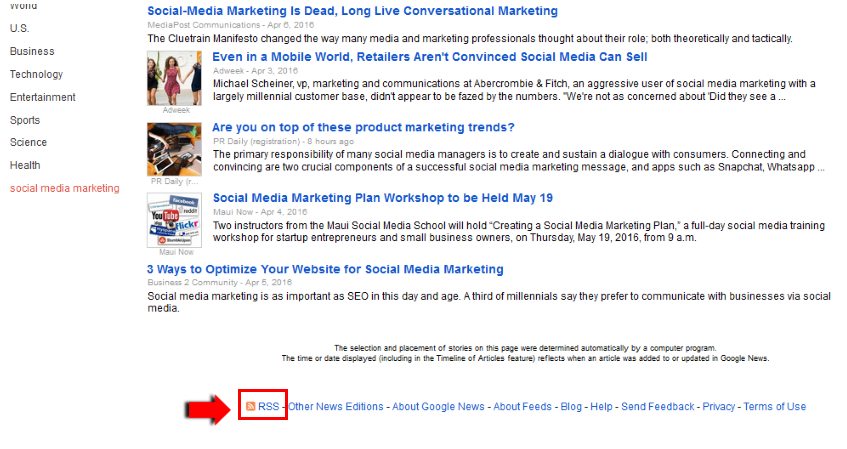 World
U.S.
Business
Technology
Entertainment
Sports
Science
Health
social media marketing
Social-Media Marketing Is Dead, Long Live Conversational Marketing
MediaPost Communications - Apr 6, 2016
The Cluetrain Manifesto changed the way many media and marketing professionals thought about their role; both theoretically and tactically.
Even in a Mobile World, Retailers Aren't Convinced Social Media Can Sell
Adweek - Apr 3, 2016
Michael Scheiner, vp, marketing and communications at Abercrombie & Fitch, an aggressive user of social media marketing with a
largely millennial customer base, didn't appear to be fazed by the numbers. "We're not as concerned about 'Did they see a ...
Adweek
Are you on top of these product marketing trends?
PR Daily (registration) - 8 hours ago
The primary responsibility of many social media managers is to create and sustain a dialogue with consumers. Connecting and
convincing are two crucial components of a successful social media marketing message, and apps such as Snapchat, Whatsapp ...
PR Daily (r...
Social Media Marketing Plan Workshop to be Held May 19
Maui Now - Apr 4, 2016
Two instructors from the Maui Social Media School will hold “Creating a Social Media Marketing Plan,” a full-day social media training
workshop for startup entrepreneurs and small business owners, on Thursday, May 19, 2016, from 9 a.m.
facebook
You Tube
reddit
flickr
StumbleUpon
Maui Now
3 Ways to Optimize Your Website for Social Media Marketing
Business 2 Community - Apr 5, 2016
Social media marketing is as important as SEO in this day and age. A third of millennials say they prefer to communicate with businesses via social
media.
The selection and placement of stories on this page were determined automatically by a computer program.
The time or date displayed (including in the Timeline of Articles feature) reflects when an article was added to or updated in Google News.
RSS - Other News Editions - About Google News - About Feeds - Blog - Help - Send Feedback - Privacy - Terms of Use